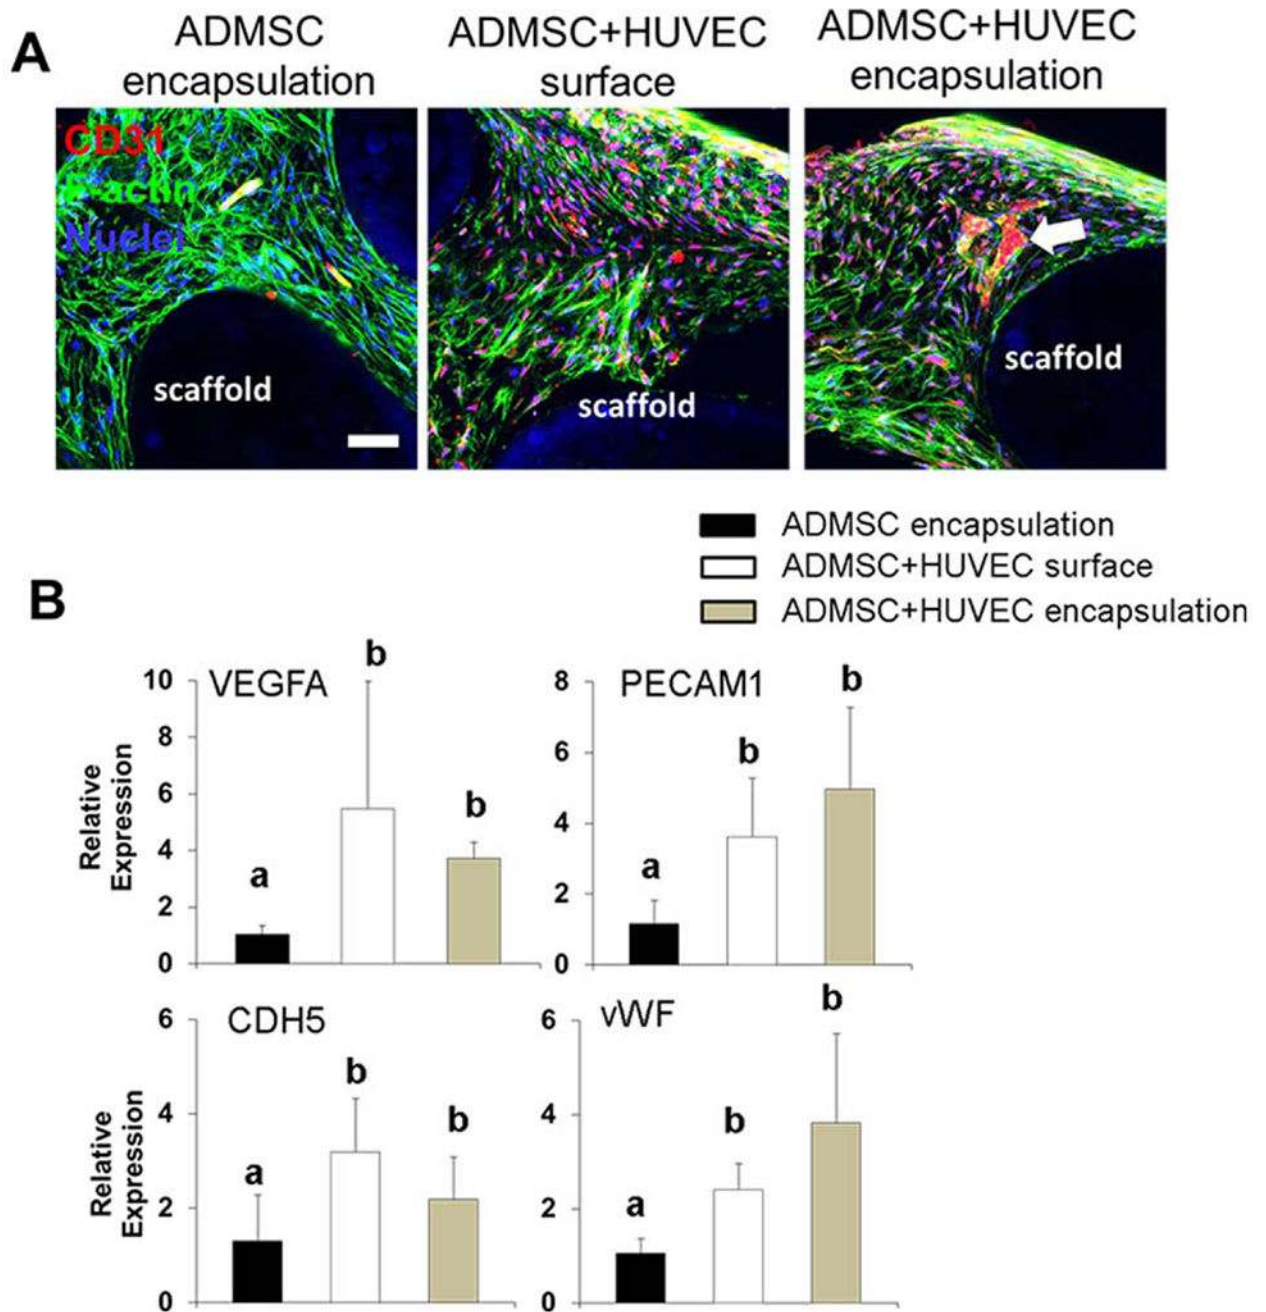 A
ADMSC
encapsulation
ADMSC+HUVEC
surface
ADMSC+HUVEC
encapsulation
CD31
F-actin
Nuclei
scaffold
scaffold
scaffold
ADMSC encapsulation
ADMSC+HUVEC surface
ADMSC+HUVEC encapsulation
B
Relative
Expression
VEGFA
10
8
6
4
2
0
a
b
b
PECAM1
8
6
4
2
0
a
b
b
Relative
Expression
CDH5
6
4
2
0
a
b
b
vWF
6
4
2
0
a
b
b